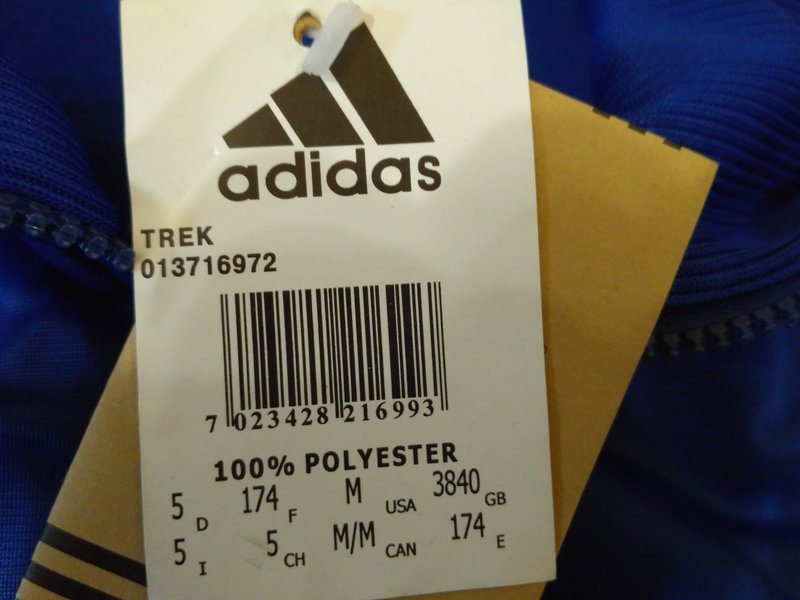 adidas
TREK
013716972
7 023428 216993
100% POLYESTER
5 D 174 F M USA 3840 GB
5 I 5 CH M/M CAN 174 E